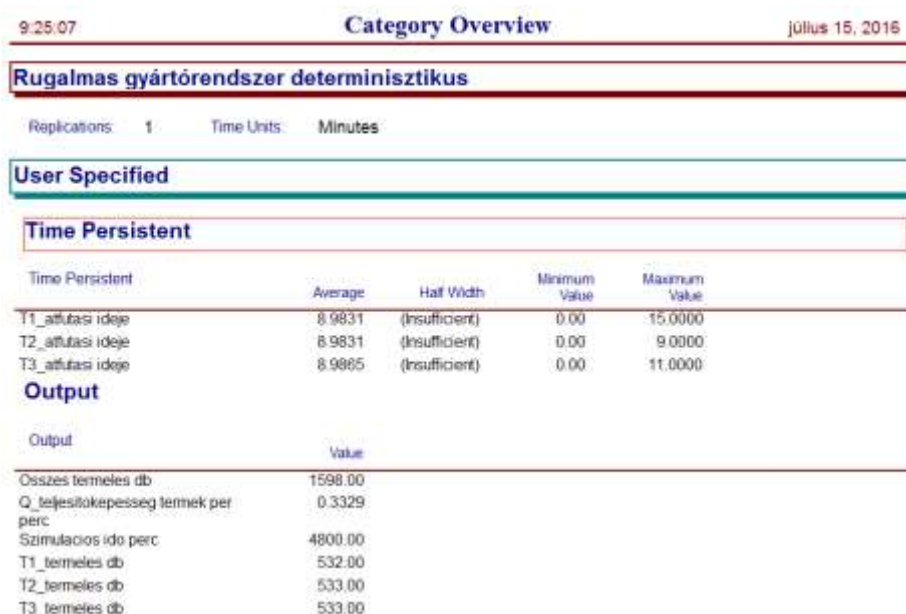 9:25:07 Category Overview július 15, 2016
Rugalmas gyártórendszer determinisztikus
Replications: 1 Time Units: Minutes
User Specified
Time Persistent
Time Persistent Average Half Width Minimum Value Maximum Value
T1_atfutasi ideje 8.9831 (Insufficient) 0.00 15.0000
T2_atfutasi ideje 8.9831 (Insufficient) 0.00 9.0000
T3_atfutasi ideje 8.9865 (Insufficient) 0.00 11.0000
Output
Output Value
Osszes termeles db 1598.00
Q_teljesitokepesseg termek per perc 0.3329
Szimulacios ido perc 4800.00
T1_termeles db 532.00
T2_termeles db 533.00
T3_termeles db 533.00